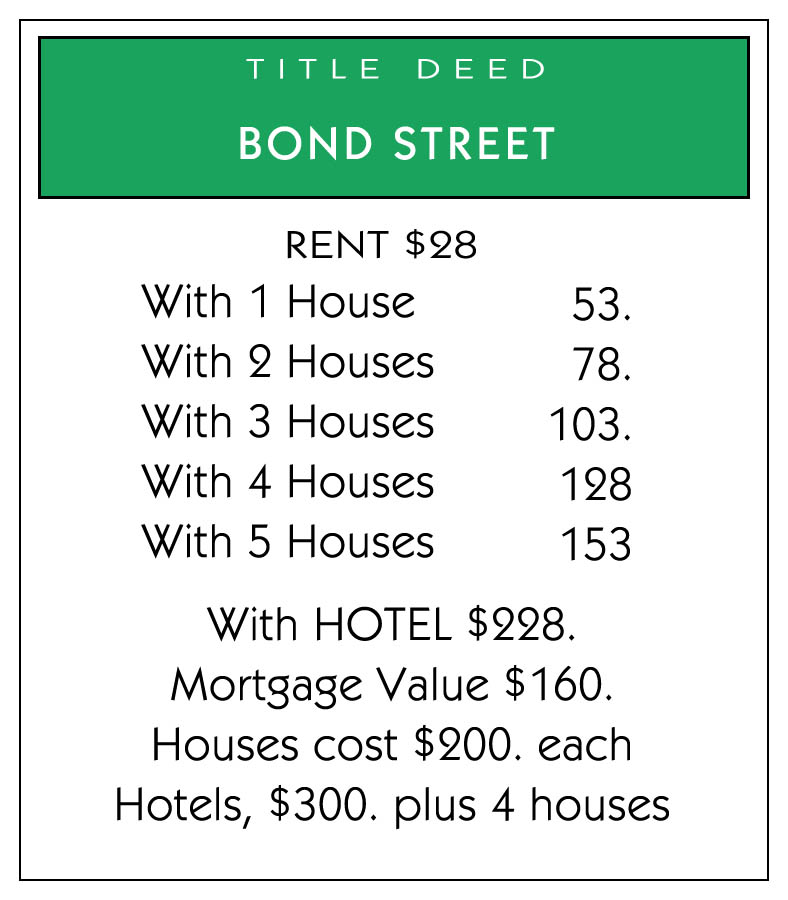 TITLE DEED
BOND STREET
RENT $28
With 1 House 53.
With 2 Houses 78.
With 3 Houses 103.
With 4 Houses 128
With 5 Houses 153
With HOTEL $228.
Mortgage Value $160.
Houses cost $200. each
Hotels, $300. plus 4 houses